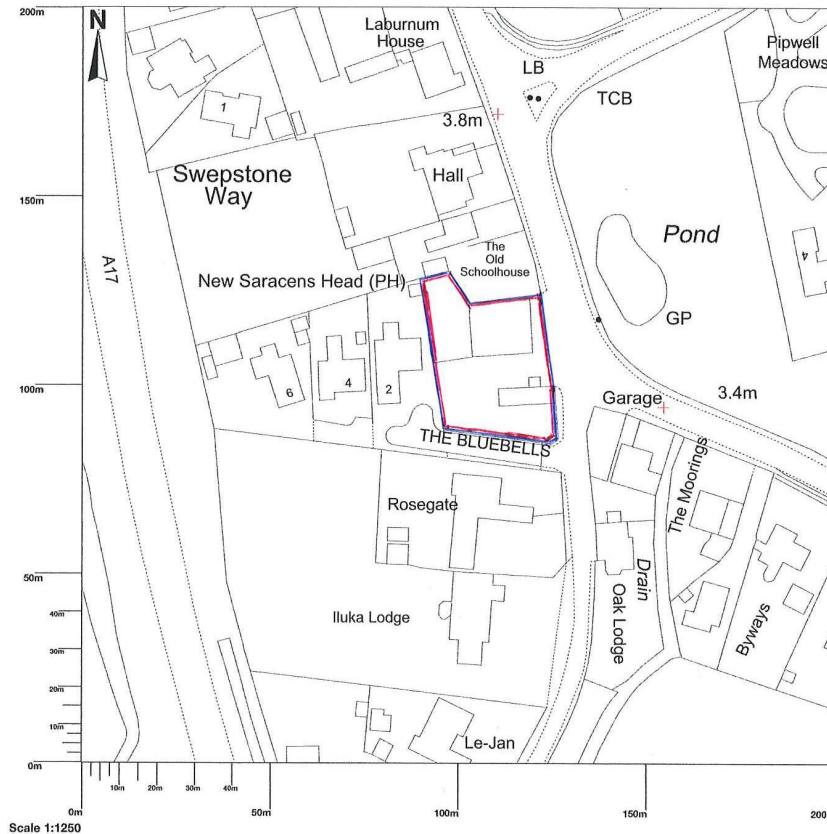 200m
N
Laburnum
House
LB
Pipwell
Meadows
TCB
1
3.8m
150m
Swepstone
Way
Hall
Pond
4
A17
The
Old
Schoolhouse
New Saracens Head (PH)
GP
100m
6
4
2
Garage
3.4m
THE BLUEBELLS
The Moorings
Rosegate
Drain
50m
40m
Iluka Lodge
Oak Lodge
Byways
30m
20m
10m
Le-Jan
0m
10m
20m
30m
40m
0m
50m
100m
150m
200
Scale 1:1250